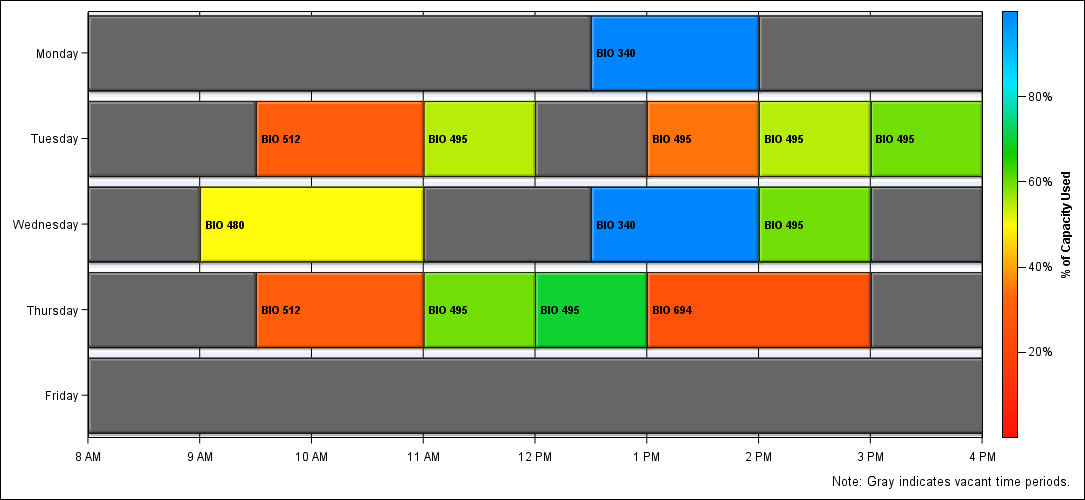 Monday
BIO 340
80%
Tuesday
BIO 512
BIO 495
BIO 495
BIO 495
BIO 495
60%
% of Capacity Used
Wednesday
BIO 480
BIO 340
BIO 495
40%
Thursday
BIO 512
BIO 495
BIO 495
BIO 694
20%
Friday
8 AM
9 AM
10 AM
11 AM
12 PM
1 PM
2 PM
3 PM
4 PM
Note: Gray indicates vacant time periods.